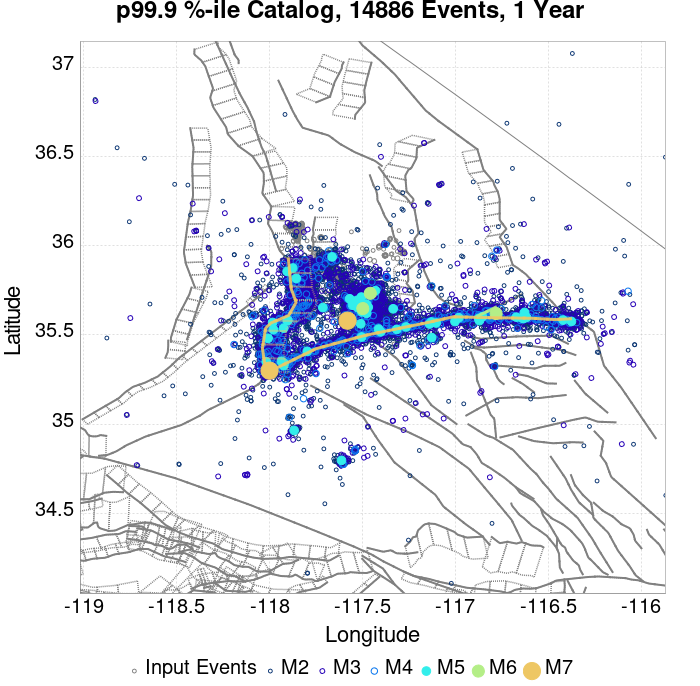 p99.9 %-ile Catalog, 14886 Events, 1 Year
37
36.5
36
35.5
35
34.5
Latitude
-119 -118.5 -118 -117.5 -117 -116.5 -116
Longitude
Input Events M2 M3 M4 M5 M6 M7